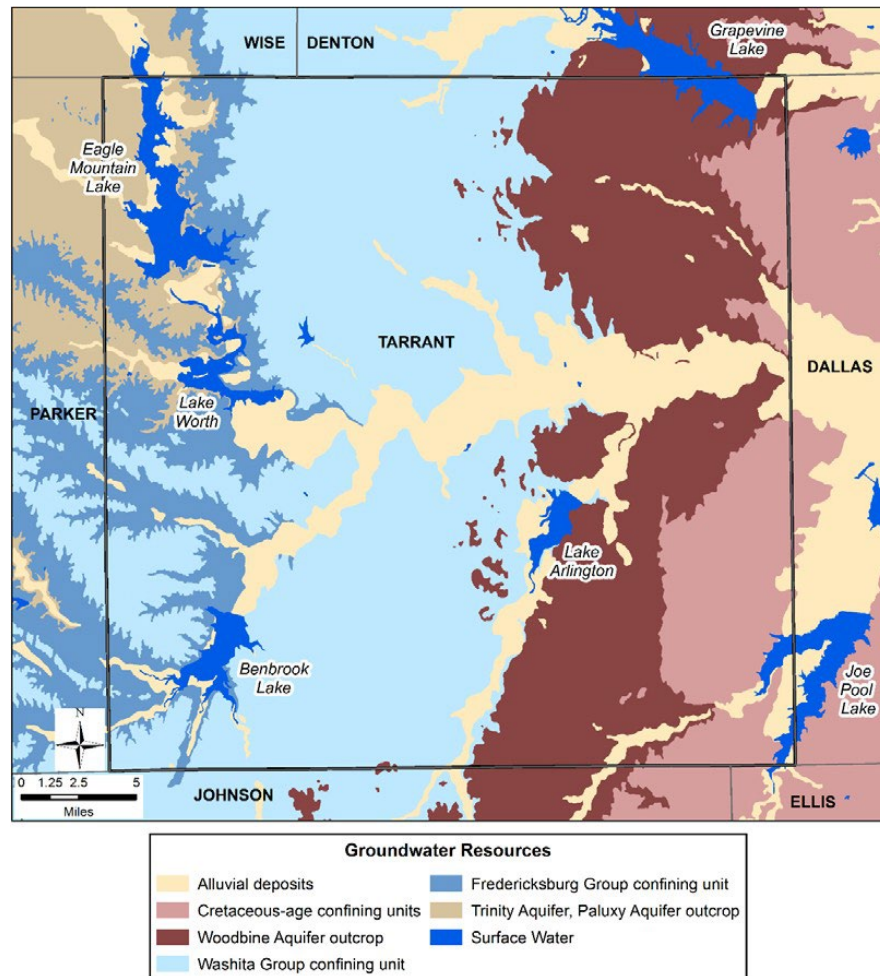 WISE
DENTON
Grapevine
Lake
Eagle
Mountain
Lake
TARRANT
DALLAS
PARKER
Lake
Worth
Lake
Arlington
Benbrook
Lake
Joe
Pool
Lake
N
0 1.25 2.5 5
Miles
JOHNSON
ELLIS
Groundwater Resources
Alluvial deposits
Cretaceous-age confining units
Woodbine Aquifer outcrop
Washita Group confining unit
Fredericksburg Group confining unit
Trinity Aquifer, Paluxy Aquifer outcrop
Surface Water